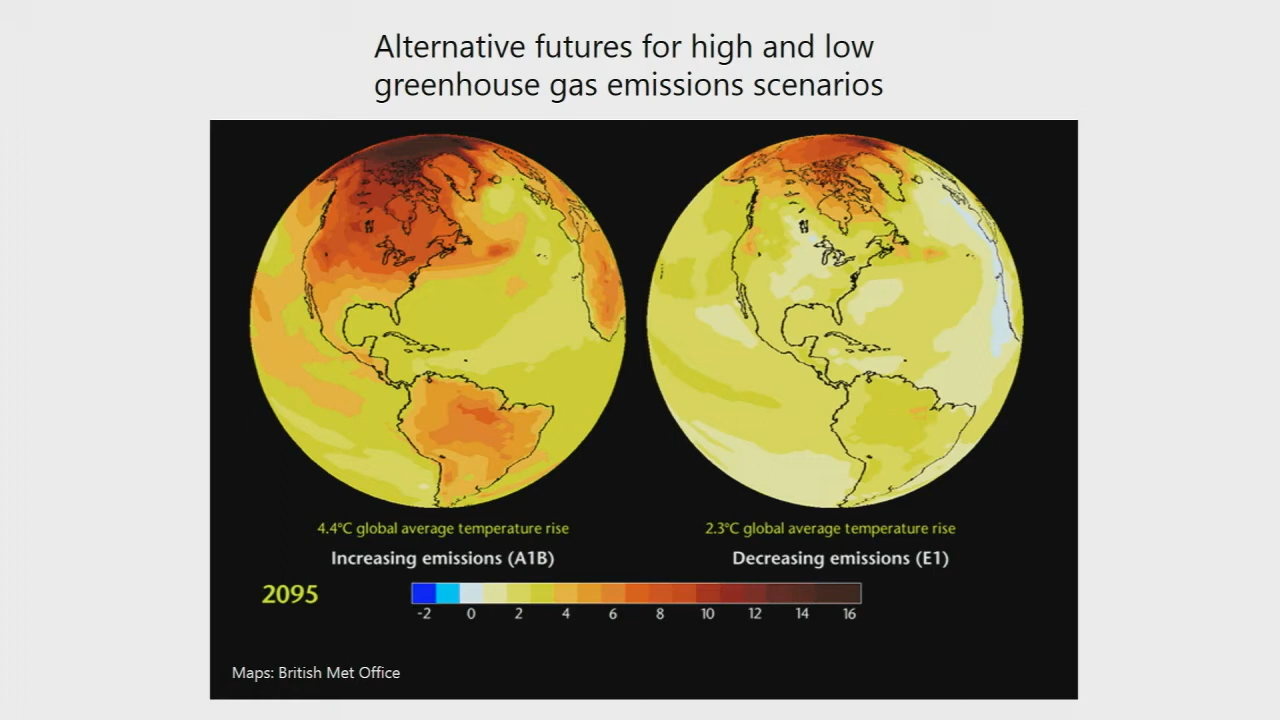 Alternative futures for high and low
greenhouse gas emissions scenarios
4.4°C global average temperature rise
2.3°C global average temperature rise
Increasing emissions (A1B)
Decreasing emissions (E1)
2095
-2 0 2 4 6 8 10 12 14 16
Maps: British Met Office